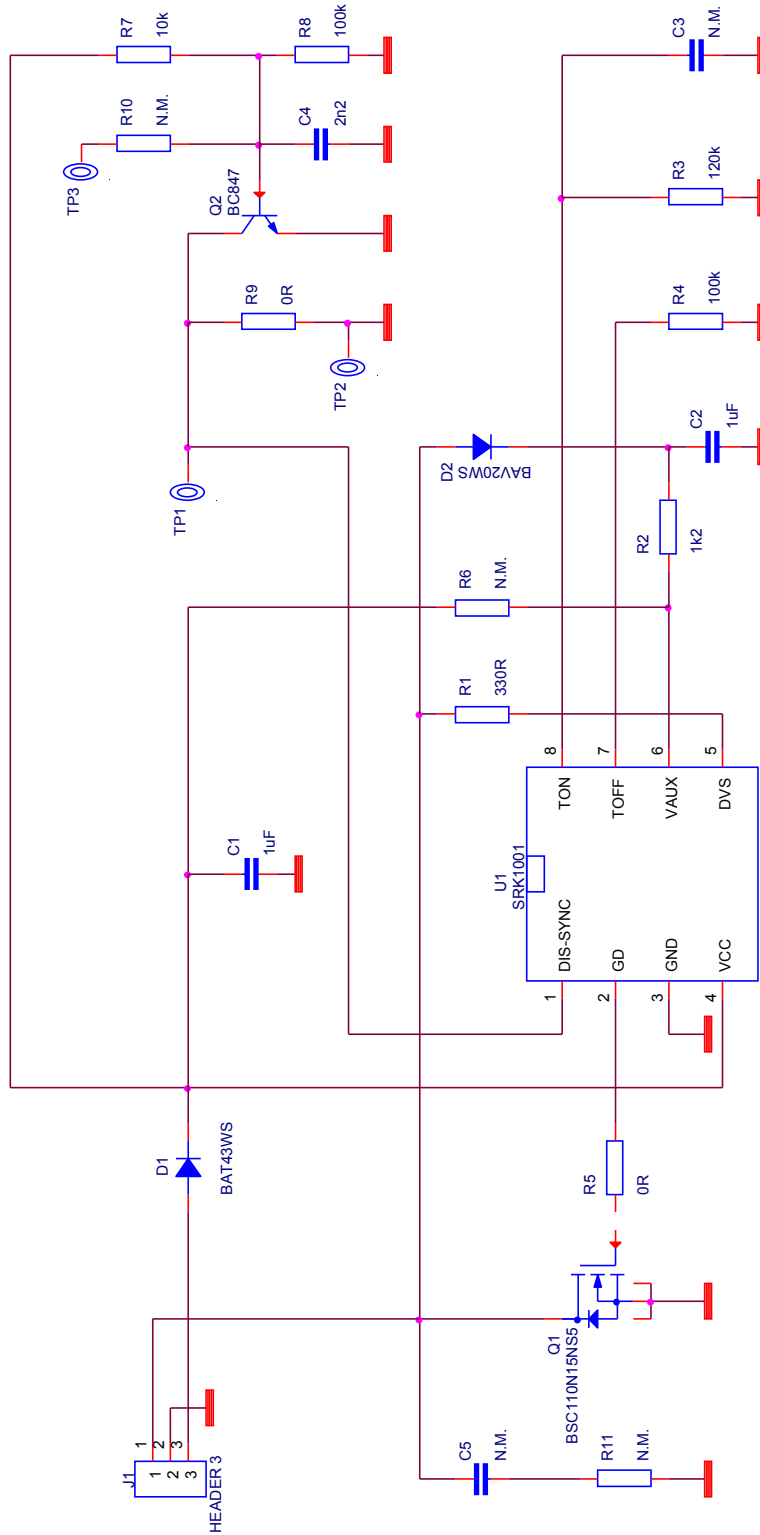 J1
HEADER 3
1
2
3
1
2
3
D1
BAT43WS
C1
1uF
TP1
TP2
TP3
R9
0R
Q2
BC847
R10
N.M.
R7
10k
C4
2n2
R8
100k
C5
N.M.
R11
N.M.
Q1
BSC110N15NS5
R5
0R
U1
SRK1001
DIS-SYNC
GD
GND
VCC
1
2
3
4
TON
TOFF
VAUX
DVS
8
7
6
5
R1
330R
R6
N.M.
R2
1k2
D2
BAV20WS
C2
1uF
R4
100k
R3
120k
C3
N.M.